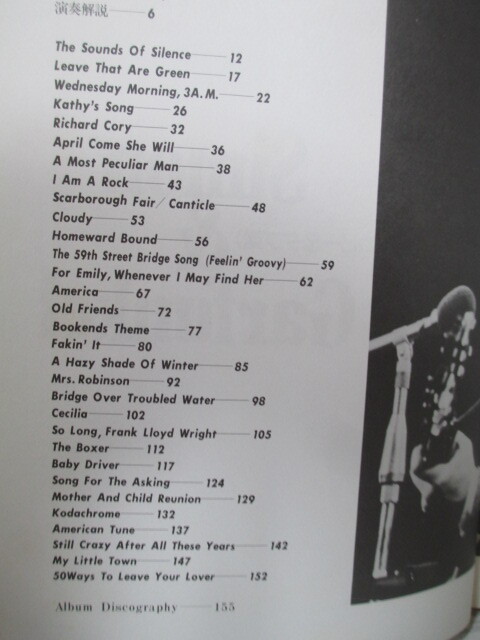 演奏解説 6
The Sounds Of Silence 12
Leave That Are Green 17
Wednesday Morning, 3A.M. 22
Kathy's Song 26
Richard Cory 32
April Come She Will 36
A Most Peculiar Man 38
I Am A Rock 43
Scarborough Fair/Canticle 48
Cloudy 53
Homeward Bound 56
The 59th Street Bridge Song (Feelin' Groovy) 59
For Emily, Whenever I May Find Her 62
America 67
Old Friends 72
Bookends Theme 77
Fakin' It 80
A Hazy Shade Of Winter 85
Mrs. Robinson 92
Bridge Over Troubled Water 98
Cecilia 102
So Long, Frank Lloyd Wright 105
The Boxer 112
Baby Driver 117
Song For The Asking 124
Mother And Child Reunion 129
Kodachrome 132
American Tune 137
Still Crazy After All These Years 142
My Little Town 147
50Ways To Leave Your Lover 152
Album Discography 155